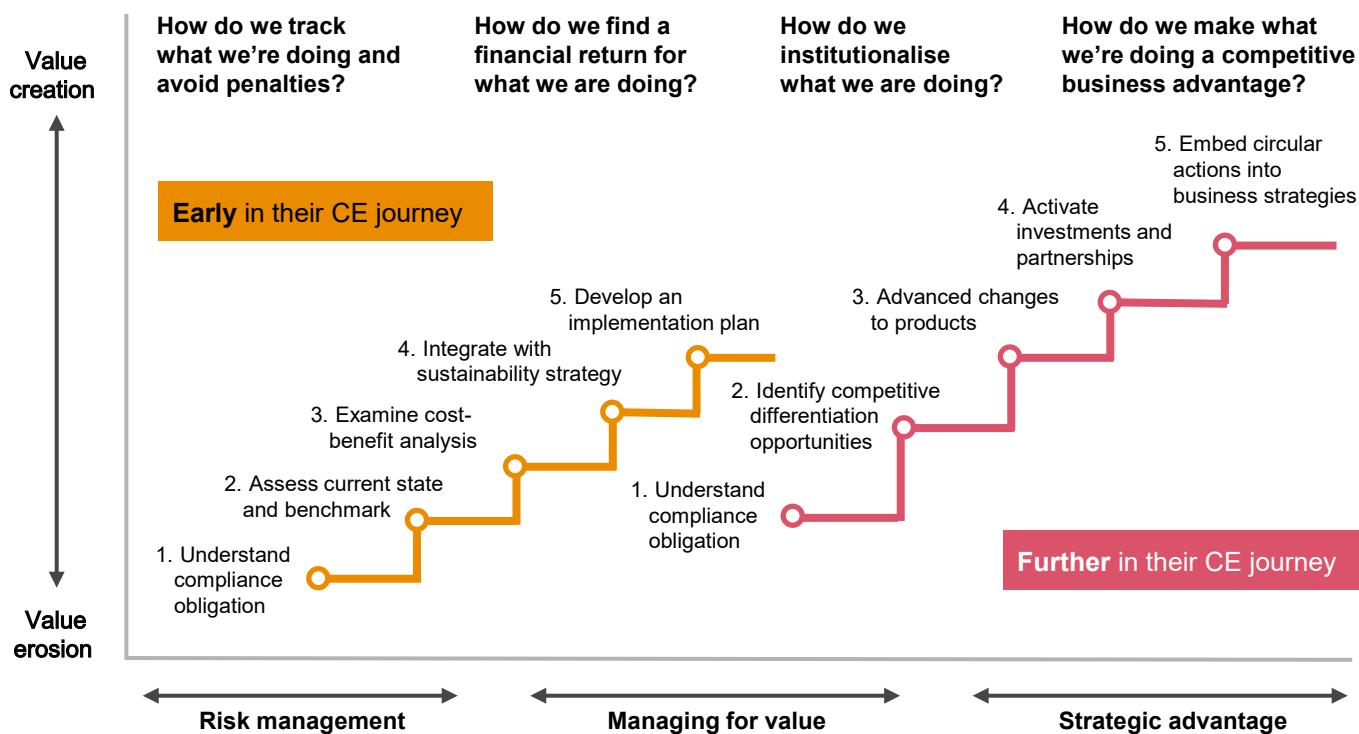 How do we track
what we're doing and
avoid penalties?
How do we find a
financial return for
what we are doing?
How do we
institutionalise
what we are doing?
How do we make what
we're doing a competitive
business advantage?
Value
creation
Value
erosion
Early in their CE journey
1. Understand
compliance
obligation
2. Assess current state
and benchmark
3. Examine cost-
benefit analysis
4. Integrate with
sustainability strategy
5. Develop an
implementation plan
1. Understand
compliance
obligation
2. Identify competitive
differentiation
opportunities
3. Advanced changes
to products
4. Activate
investments and
partnerships
5. Embed circular
actions into
business strategies
Further in their CE journey
Risk management
Managing for value
Strategic advantage